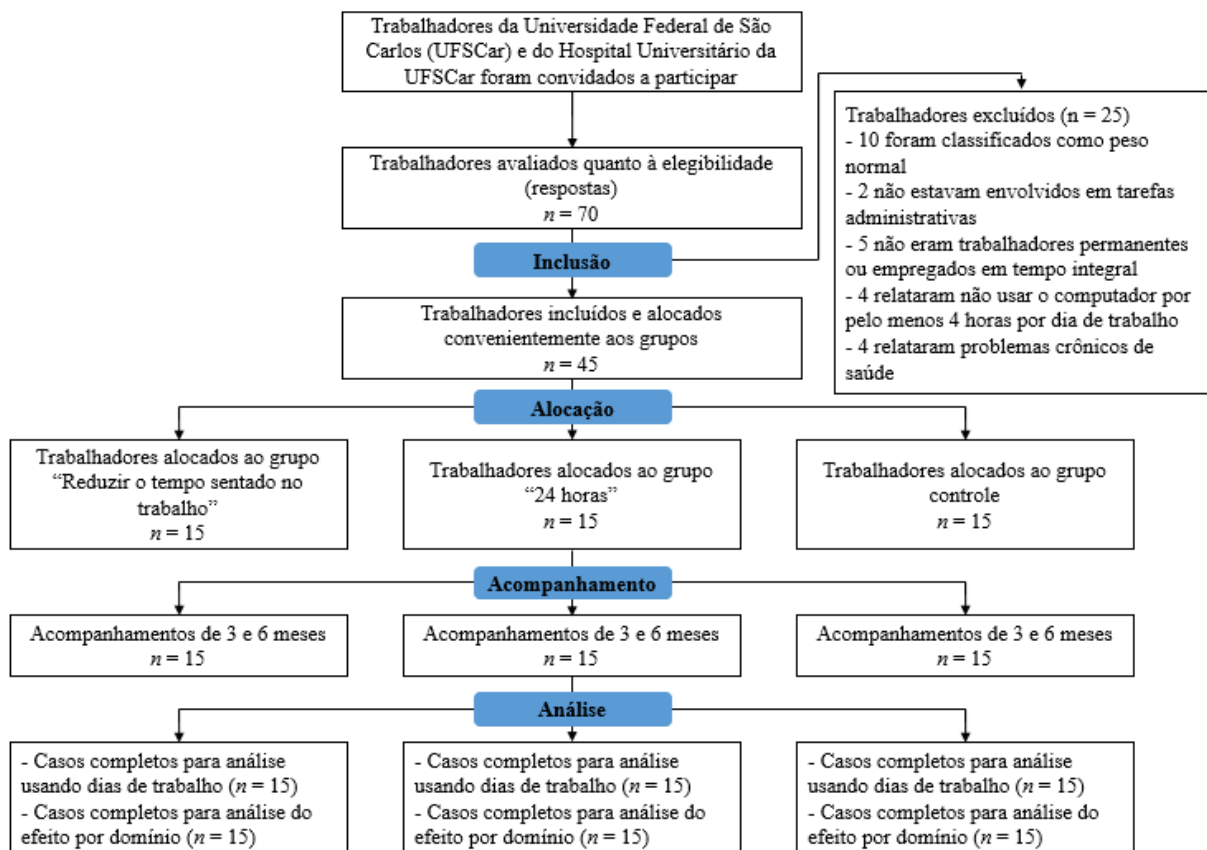 Trabalhadores da Universidade Federal de São
Carlos (UFSCar) e do Hospital Universitário da
UFSCar foram convidados a participar
Trabalhadores excluídos (n = 25)
- 10 foram classificados como peso
normal
- 2 não estavam envolvidos em tarefas
administrativas
- 5 não eram trabalhadores permanentes
ou empregados em tempo integral
- 4 relataram não usar o computador por
pelo menos 4 horas por dia de trabalho
- 4 relataram problemas crônicos de
saúde
Trabalhadores avaliados quanto à elegibilidade
(respostas)
n = 70
Inclusão
Trabalhadores incluídos e alocados
convenientemente aos grupos
n = 45
Alocação
Trabalhadores alocados ao grupo
“Reduzir o tempo sentado no
trabalho”
n = 15
Trabalhadores alocados ao grupo
“24 horas”
n = 15
Trabalhadores alocados ao grupo
controle
n = 15
Acompanhamento
Acompanhamentos de 3 e 6 meses
n = 15
Acompanhamentos de 3 e 6 meses
n = 15
Acompanhamentos de 3 e 6 meses
n = 15
Análise
- Casos completos para análise
usando dias de trabalho (n = 15)
- Casos completos para análise do
efeito por domínio (n = 15)
- Casos completos para análise
usando dias de trabalho (n = 15)
- Casos completos para análise do
efeito por domínio (n = 15)
- Casos completos para análise
usando dias de trabalho (n = 15)
- Casos completos para análise do
efeito por domínio (n = 15)